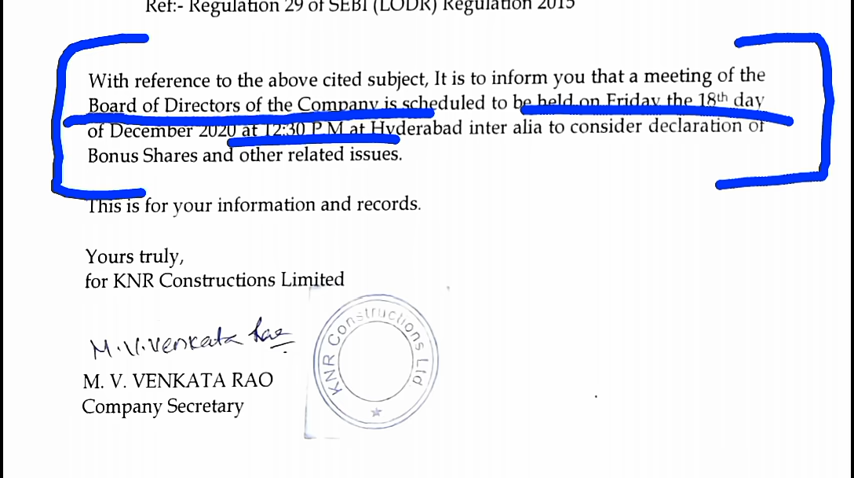 Ref:- Regulation 29 of SEBI (LODR) Regulation 2015
With reference to the above cited subject, It is to inform you that a meeting of the
Board of Directors of the Company is scheduled to be held on Friday the 18th day
of December 2020 at 12:30 P.M at Hyderabad inter alia to consider declaration of
Bonus Shares and other related issues.
This is for your information and records.
Yours truly,
for KNR Constructions Limited
M.V.Venkata Rao
KNR Constructions Ltd
M. V. VENKATA RAO
Company Secretary